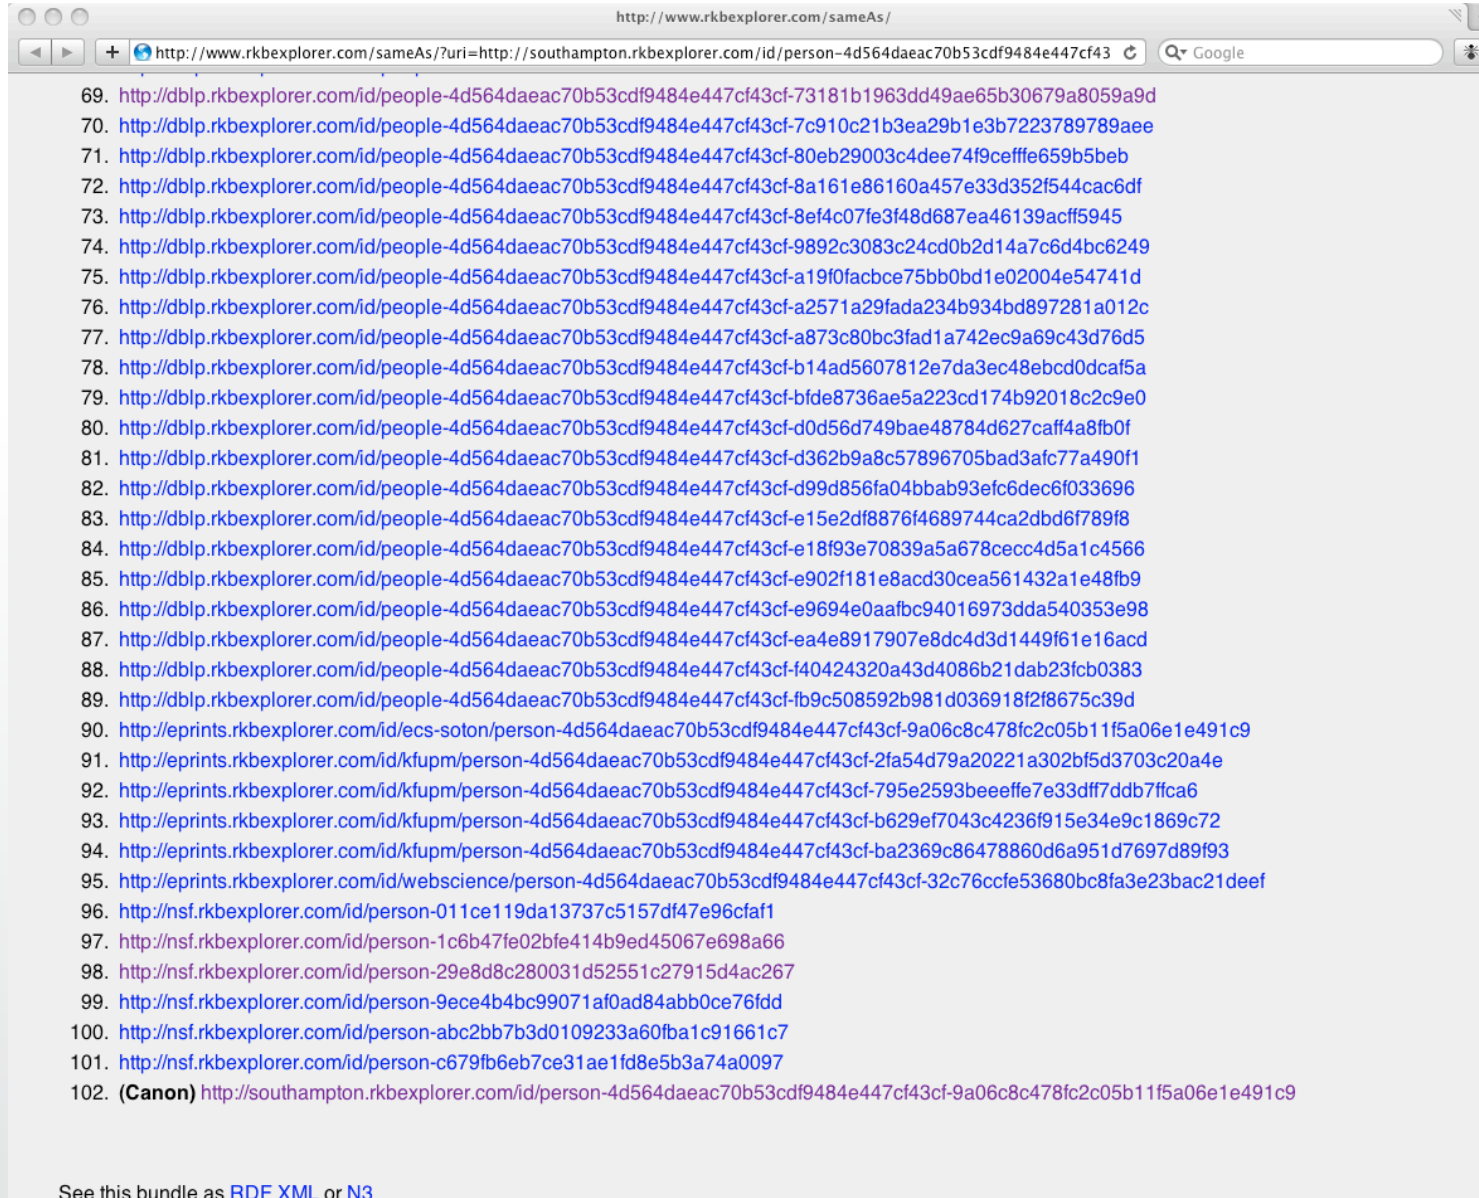 http://www.rkbexplorer.com/sameAs/
http://www.rkbexplorer.com/sameAs/?uri=http://southampton.rkbexplorer.com/id/person-4d564daeac70b53cdf9484e447cf43 Google
69. http://dblp.rkbexplorer.com/id/people-4d564daeac70b53cdf9484e447cf43cf-73181b1963dd49ae65b30679a8059a9d
70. http://dblp.rkbexplorer.com/id/people-4d564daeac70b53cdf9484e447cf43cf-7c910c21b3ea29b1e3b7223789789aee
71. http://dblp.rkbexplorer.com/id/people-4d564daeac70b53cdf9484e447cf43cf-80eb29003c4dee74f9cefffe659b5beb
72. http://dblp.rkbexplorer.com/id/people-4d564daeac70b53cdf9484e447cf43cf-8a161e86160a457e33d352f544cac6df
73. http://dblp.rkbexplorer.com/id/people-4d564daeac70b53cdf9484e447cf43cf-8ef4c07fe3f48d687ea46139acff5945
74. http://dblp.rkbexplorer.com/id/people-4d564daeac70b53cdf9484e447cf43cf-9892c3083c24cd0b2d14a7c6d4bc6249
75. http://dblp.rkbexplorer.com/id/people-4d564daeac70b53cdf9484e447cf43cf-a19f0facbce75bb0bd1e02004e54741d
76. http://dblp.rkbexplorer.com/id/people-4d564daeac70b53cdf9484e447cf43cf-a2571a29fada234b934bd897281a012c
77. http://dblp.rkbexplorer.com/id/people-4d564daeac70b53cdf9484e447cf43cf-a873c80bc3fad1a742ec9a69c43d76d5
78. http://dblp.rkbexplorer.com/id/people-4d564daeac70b53cdf9484e447cf43cf-b14ad5607812e7da3ec48ebcd0dcaf5a
79. http://dblp.rkbexplorer.com/id/people-4d564daeac70b53cdf9484e447cf43cf-bfde8736ae5a223cd174b92018c2c9e0
80. http://dblp.rkbexplorer.com/id/people-4d564daeac70b53cdf9484e447cf43cf-d0d56d749bae48784d627caff4a8fb0f
81. http://dblp.rkbexplorer.com/id/people-4d564daeac70b53cdf9484e447cf43cf-d362b9a8c57896705bad3afc77a490f1
82. http://dblp.rkbexplorer.com/id/people-4d564daeac70b53cdf9484e447cf43cf-d99d856fa04bbab93efc6dec6f033696
83. http://dblp.rkbexplorer.com/id/people-4d564daeac70b53cdf9484e447cf43cf-e15e2df8876f4689744ca2dbd6f789f8
84. http://dblp.rkbexplorer.com/id/people-4d564daeac70b53cdf9484e447cf43cf-e18f93e70839a5a678cecc4d5a1c4566
85. http://dblp.rkbexplorer.com/id/people-4d564daeac70b53cdf9484e447cf43cf-e902f181e8acd30cea561432a1e48fb9
86. http://dblp.rkbexplorer.com/id/people-4d564daeac70b53cdf9484e447cf43cf-e9694e0aafbc94016973dda540353e98
87. http://dblp.rkbexplorer.com/id/people-4d564daeac70b53cdf9484e447cf43cf-ea4e8917907e8dc4d3d1449f61e16acd
88. http://dblp.rkbexplorer.com/id/people-4d564daeac70b53cdf9484e447cf43cf-f40424320a43d4086b21dab23fcb0383
89. http://dblp.rkbexplorer.com/id/people-4d564daeac70b53cdf9484e447cf43cf-fb9c508592b981d036918f2f8675c39d
90. http://eprints.rkbexplorer.com/id/ecs-soton/person-4d564daeac70b53cdf9484e447cf43cf-9a06c8c478fc2c05b11f5a06e1e491c9
91. http://eprints.rkbexplorer.com/id/kfupm/person-4d564daeac70b53cdf9484e447cf43cf-2fa54d79a20221a302bf5d3703c20a4e
92. http://eprints.rkbexplorer.com/id/kfupm/person-4d564daeac70b53cdf9484e447cf43cf-795e2593beeeffe7e33dff7ddb7ffca6
93. http://eprints.rkbexplorer.com/id/kfupm/person-4d564daeac70b53cdf9484e447cf43cf-b629ef7043c4236f915e34e9c1869c72
94. http://eprints.rkbexplorer.com/id/kfupm/person-4d564daeac70b53cdf9484e447cf43cf-ba2369c86478860d6a951d7697d89f93
95. http://eprints.rkbexplorer.com/id/webscience/person-4d564daeac70b53cdf9484e447cf43cf-32c76ccfe53680bc8fa3e23bac21deef
96. http://nsf.rkbexplorer.com/id/person-011ce119da13737c5157df47e96cfaf1
97. http://nsf.rkbexplorer.com/id/person-1c6b47fe02bfe414b9ed45067e698a66
98. http://nsf.rkbexplorer.com/id/person-29e8d8c280031d52551c27915d4ac267
99. http://nsf.rkbexplorer.com/id/person-9ece4b4bc99071af0ad84abb0ce76fdd
100. http://nsf.rkbexplorer.com/id/person-abc2bb7b3d0109233a60fba1c91661c7
101. http://nsf.rkbexplorer.com/id/person-c679fb6eb7ce31ae1fd8e5b3a74a0097
102. (Canon) http://southampton.rkbexplorer.com/id/person-4d564daeac70b53cdf9484e447cf43cf-9a06c8c478fc2c05b11f5a06e1e491c9
See this bundle as RDF XML or N3